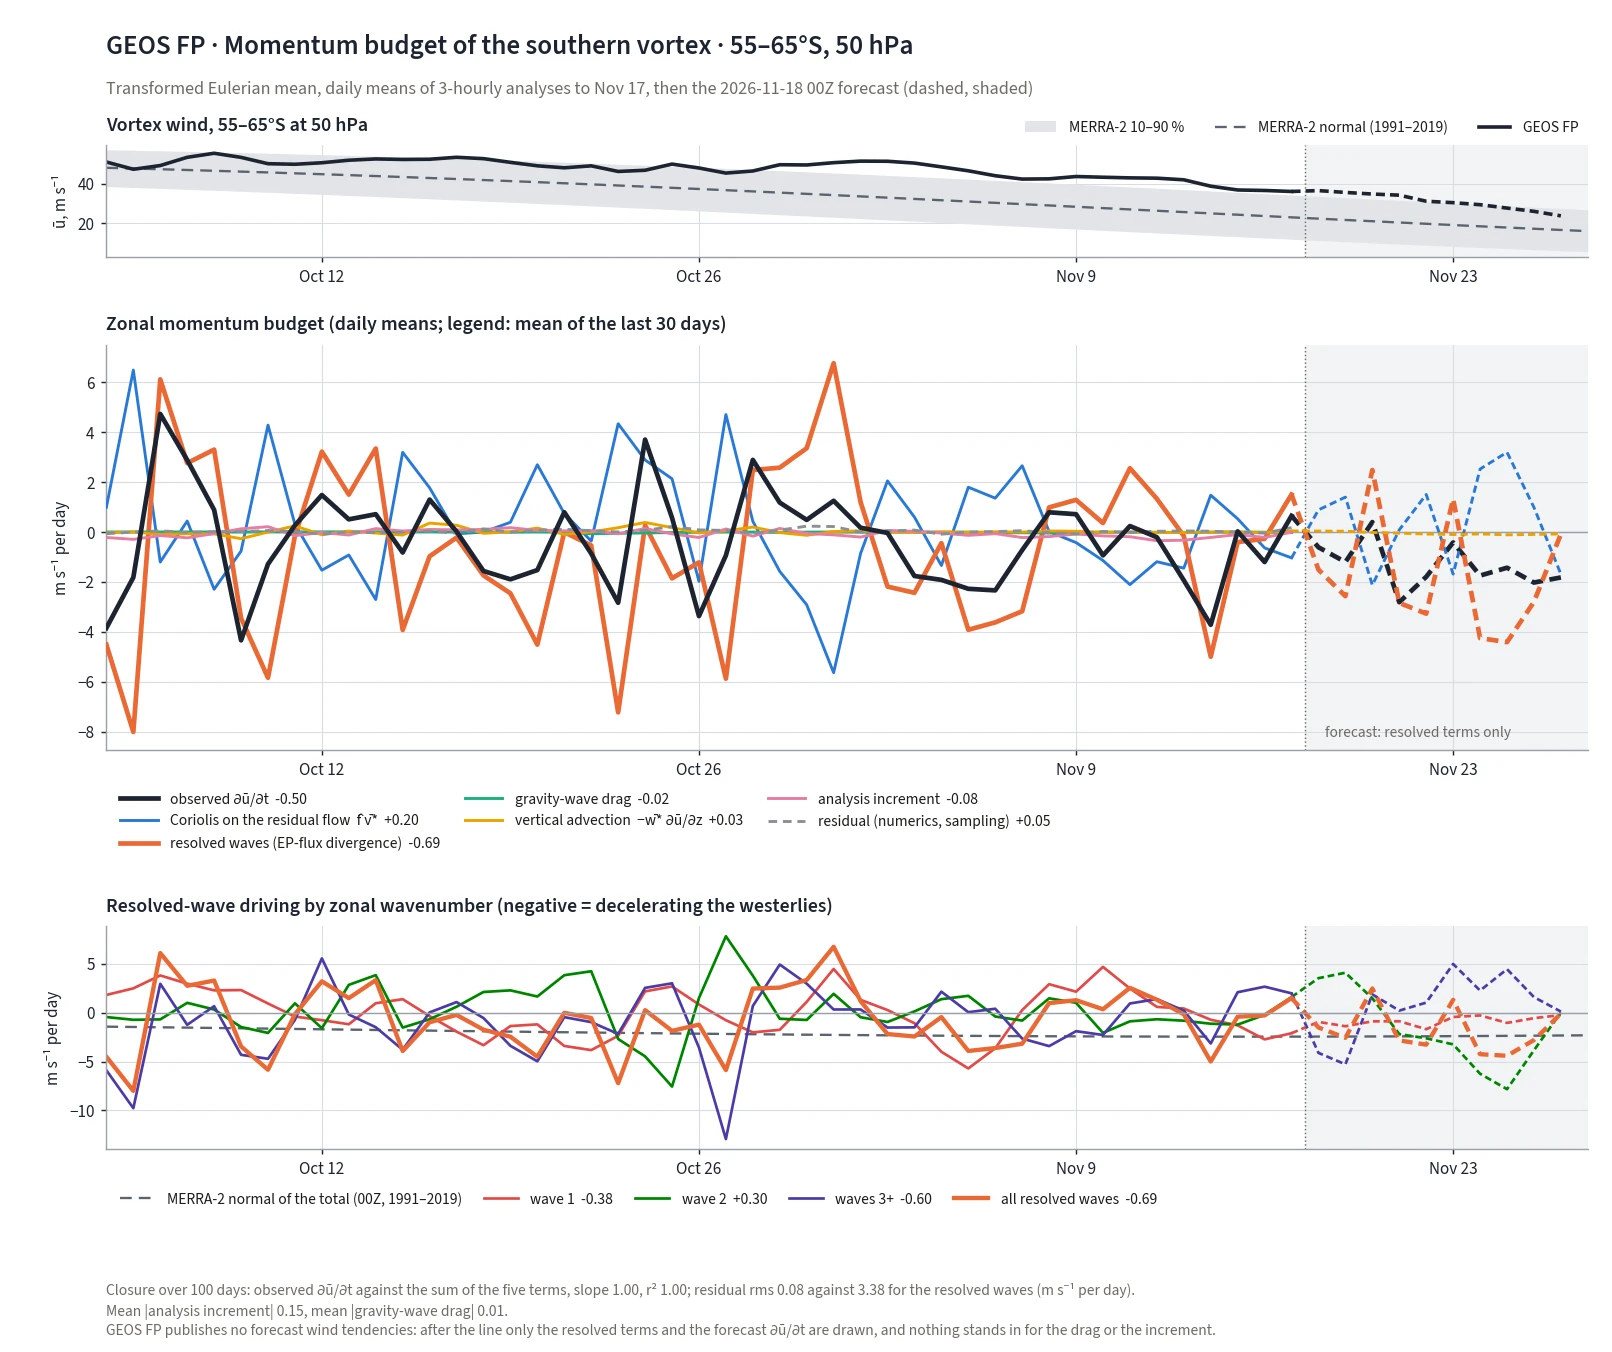 GEOS FP · Momentum budget of the southern vortex · 55–65°S, 50 hPa
Transformed Eulerian mean, daily means of 3-hourly analyses to Nov 17, then the 2026-11-18 00Z forecast (dashed, shaded)
Vortex wind, 55–65°S at 50 hPa
MERRA-2 10–90 %
MERRA-2 normal (1991–2019)
GEOS FP
ū, m s⁻¹
40
20
Oct 12
Oct 26
Nov 9
Nov 23
Zonal momentum budget (daily means; legend: mean of the last 30 days)
m s⁻¹ per day
6
4
2
0
−2
−4
−6
−8
forecast: resolved terms only
Oct 12
Oct 26
Nov 9
Nov 23
observed ∂ū/∂t -0.50
Coriolis on the residual flow f v̄* +0.20
resolved waves (EP-flux divergence) -0.69
gravity-wave drag -0.02
vertical advection −w̄* ∂ū/∂z +0.03
analysis increment -0.08
residual (numerics, sampling) +0.05
Resolved-wave driving by zonal wavenumber (negative = decelerating the westerlies)
m s⁻¹ per day
5
0
−5
−10
Oct 12
Oct 26
Nov 9
Nov 23
MERRA-2 normal of the total (00Z, 1991–2019)
wave 1 -0.38
wave 2 +0.30
waves 3+ -0.60
all resolved waves -0.69
Closure over 100 days: observed ∂ū/∂t against the sum of the five terms, slope 1.00, r² 1.00; residual rms 0.08 against 3.38 for the resolved waves (m s⁻¹ per day).
Mean |analysis increment| 0.15, mean |gravity-wave drag| 0.01.
GEOS FP publishes no forecast wind tendencies: after the line only the resolved terms and the forecast ∂ū/∂t are drawn, and nothing stands in for the drag or the increment.